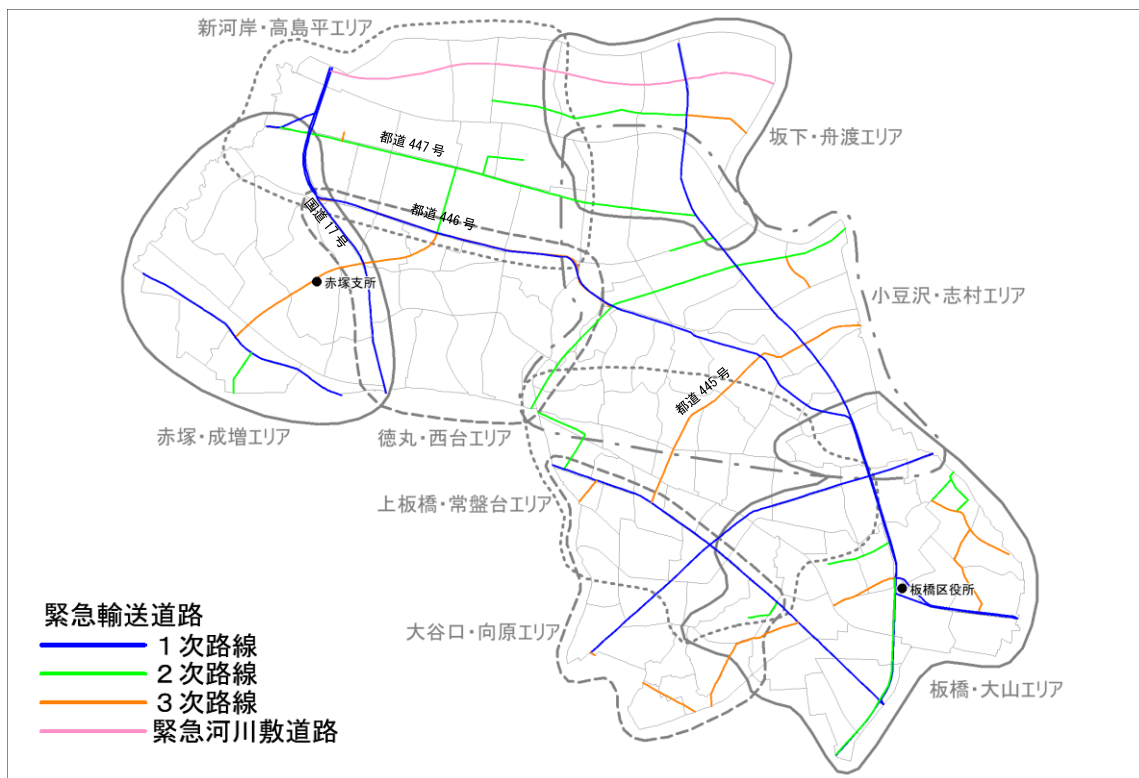 新河岸・高島平エリア
坂下・舟渡エリア
都道 447 号
都道 446 号
国道 17 号
赤塚支所
小豆沢・志村エリア
都道 445 号
赤塚・成増エリア
徳丸・西台エリア
上板橋・常盤台エリア
板橋区役所
大谷口・向原エリア
板橋・大山エリア
緊急輸送道路
1次路線
2次路線
3次路線
緊急河川敷道路